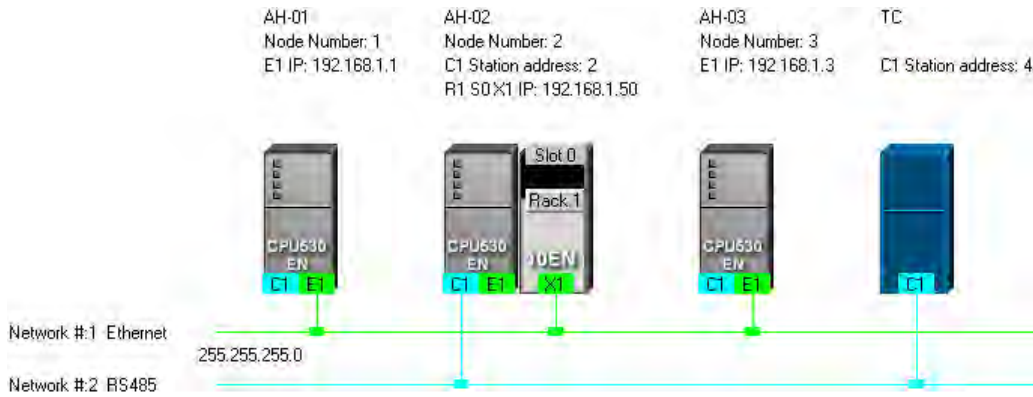 AH-01
Node Number: 1
E1 IP: 192.168.1.1
AH-02
Node Number: 2
C1 Station address: 2
R1 S0 X1 IP: 192.168.1.50
AH-03
Node Number: 3
E1 IP: 192.168.1.3
TC
C1 Station address: 4
CPU530
EN
C1 E1
CPU530
EN
C1 E1
Slot 0
Rack 1
10EN
X1
CPU530
EN
C1 E1
C1
Network #:1 Ethernet
255.255.255.0
Network #:2 RS485